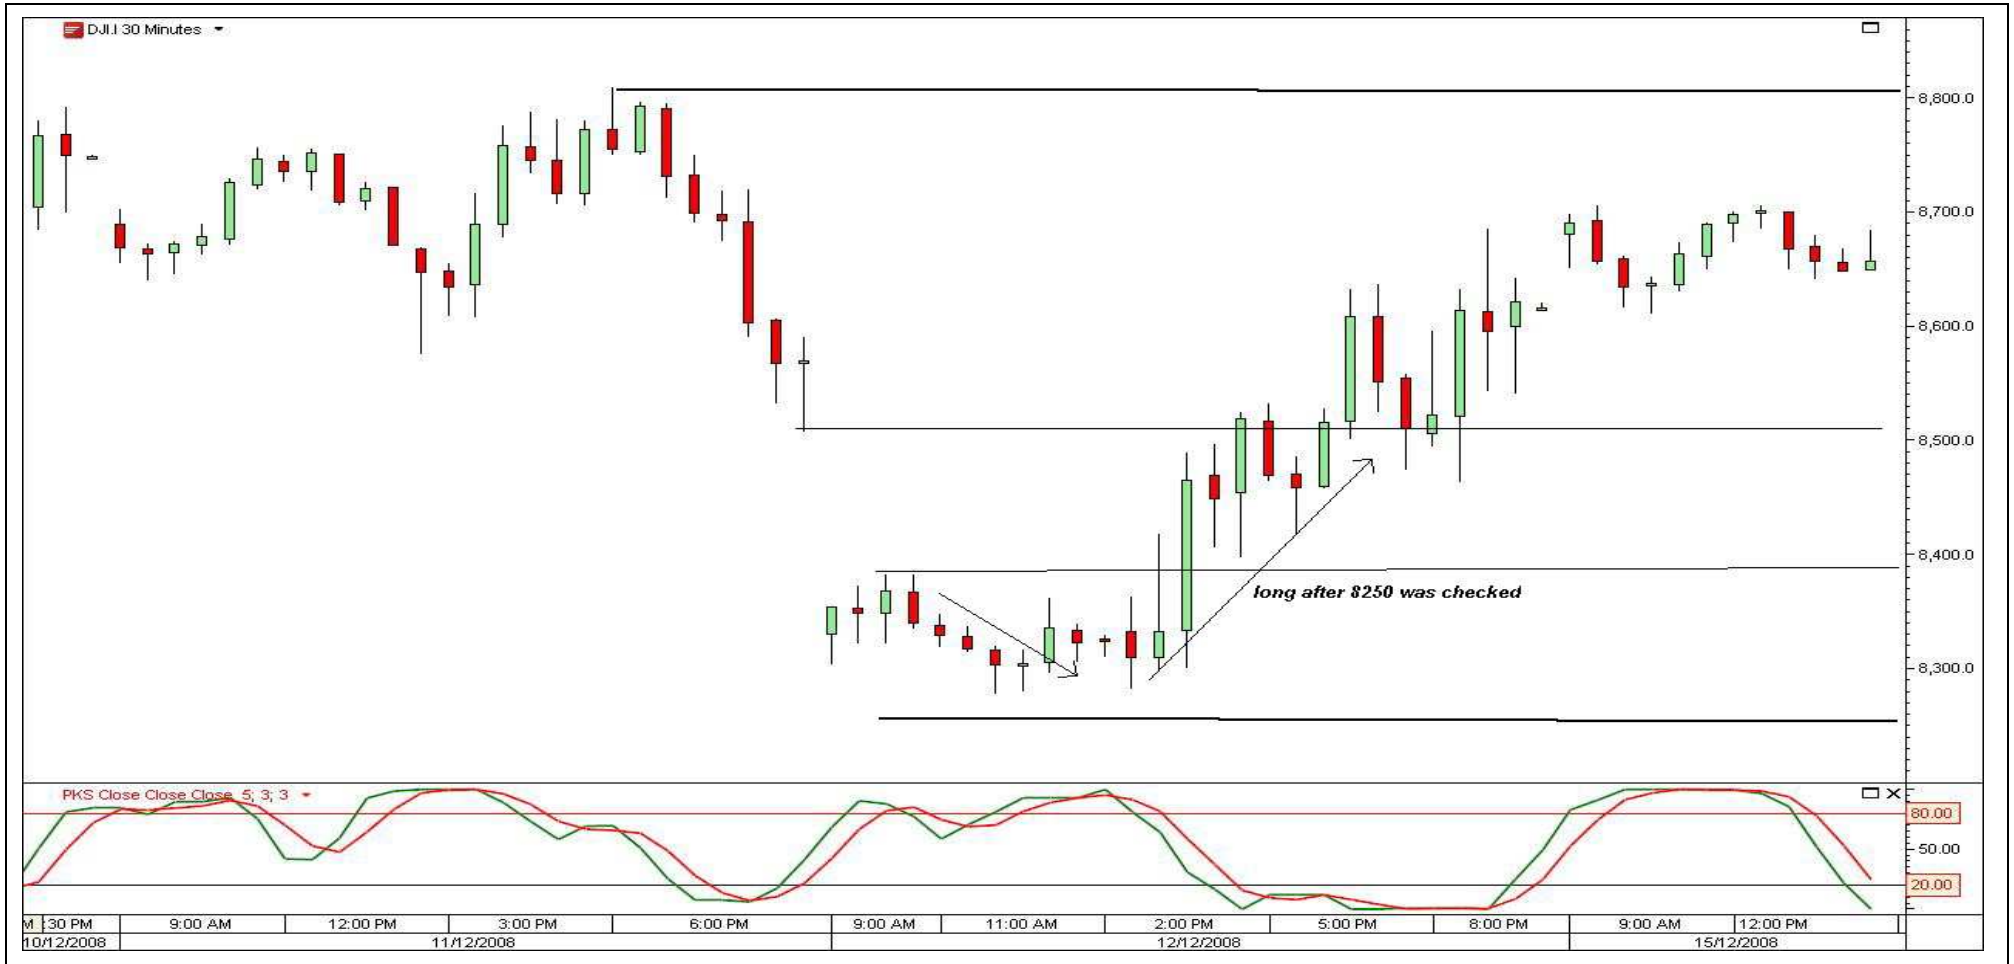 DJI.I 30 Minutes
8,800.0
8,700.0
8,600.0
8,500.0
8,400.0
long after 8250 was checked
8,300.0
PKS Close Close Close 5; 3; 3
80.00
50.00
20.00
M :30 PM 9:00 AM 12:00 PM 3:00 PM 6:00 PM 9:00 AM 11:00 AM 2:00 PM 5:00 PM 8:00 PM 9:00 AM 12:00 PM
10/12/2008 11/12/2008 12/12/2008 15/12/2008